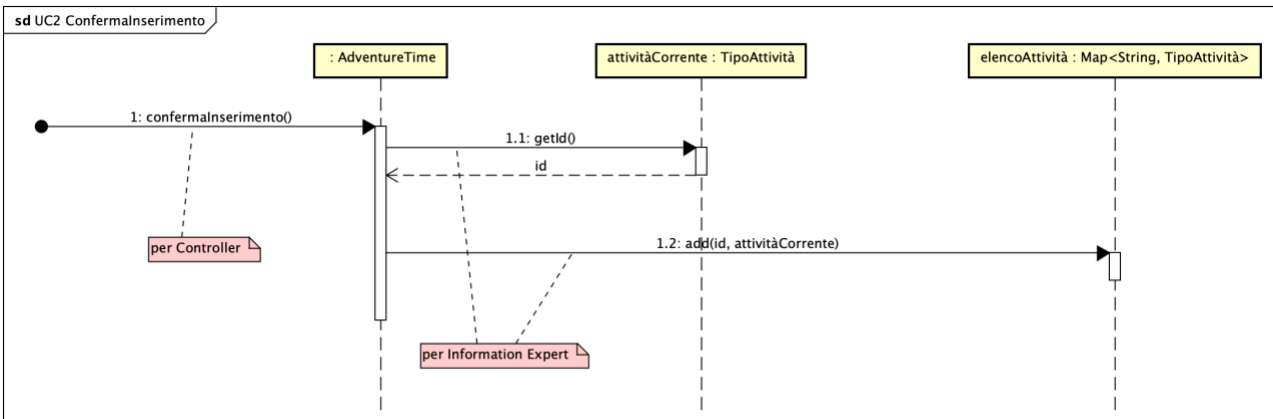 sd UC2 ConfermaInserimento
: AdventureTime
attivitàCorrente : TipoAttività
elencoAttività : Map<String, TipoAttività>
1: confermaInserimento()
1.1: getId()
id
per Controller
1.2: add(id, attivitàCorrente)
per Information Expert